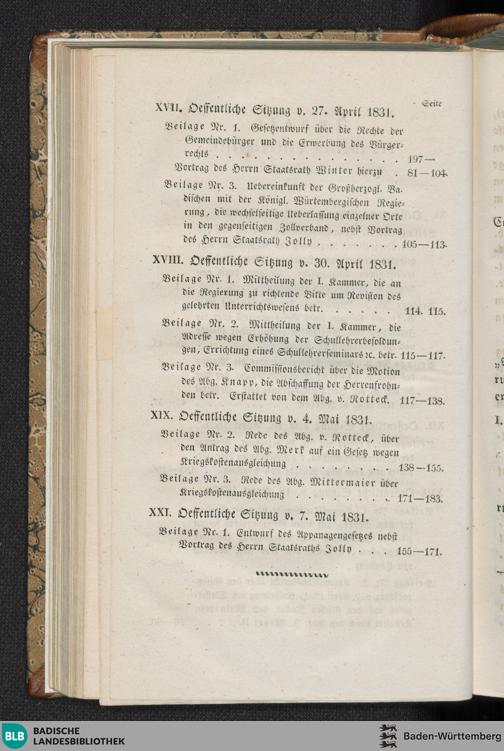 Seite
XVII. Oeffentliche Sitzung v. 27. April 1831.
Beilage Nr. 1. Gesetzentwurf über die Rechte der
Gemeindebürger und die Erwerbung des Bürger-
rechts . . . . . . . . . . . . . . . 197—
Vortrag des Herrn Staatsrath Winter hierzu . 81—104.
Beilage Nr. 3. Uebereinkunft der Großherzogl. Ba-
dischen mit der Königl. Würtembergischen Regie-
rung, die wechselseitige Ueberlassung einzelner Orte
in den gegenseitigen Zollverband, nebst Vortrag
des Herrn Staatsrath Jolly . . . . . . . 105—113.
XVIII. Oeffentliche Sitzung v. 30. April 1831.
Beilage Nr. 1. Mittheilung der I. Kammer, die an
die Regierung zu richtende Bitte um Revision des
gelehrten Unterrichtswesens betr. . . . . . 114. 115.
Beilage Nr. 2. Mittheilung der I. Kammer, die
Adresse wegen Erhöhung der Schullehrerbesoldun-
gen, Errichtung eines Schullehrerseminars ꝛc. betr. 115—117.
Beilage Nr. 3. Commissionsbericht über die Motion
des Abg. Knapp, die Abschaffung der Herrenfrohn-
den betr. Erstattet von dem Abg. v. Rotteck. 117—138.
XIX. Oeffentliche Sitzung v. 4. Mai 1831.
Beilage Nr. 2. Rede des Abg. v. Rotteck, über
den Antrag des Abg. Merk auf ein Gesetz wegen
Kriegskostenausgleichung . . . . . . . 138—155.
Beilage Nr. 3. Rede des Abg. Mittermaier über
Kriegskostenausgleichung . . . . . . . . 171—183.
XXI. Oeffentliche Sitzung v. 7. Mai 1831.
Beilage Nr. 1. Entwurf des Appanagengesetzes nebst
Vortrag des Herrn Staatsraths Jolly . . . 155—171.
BLB
BADISCHE
LANDESBIBLIOTHEK
Baden-Württemberg